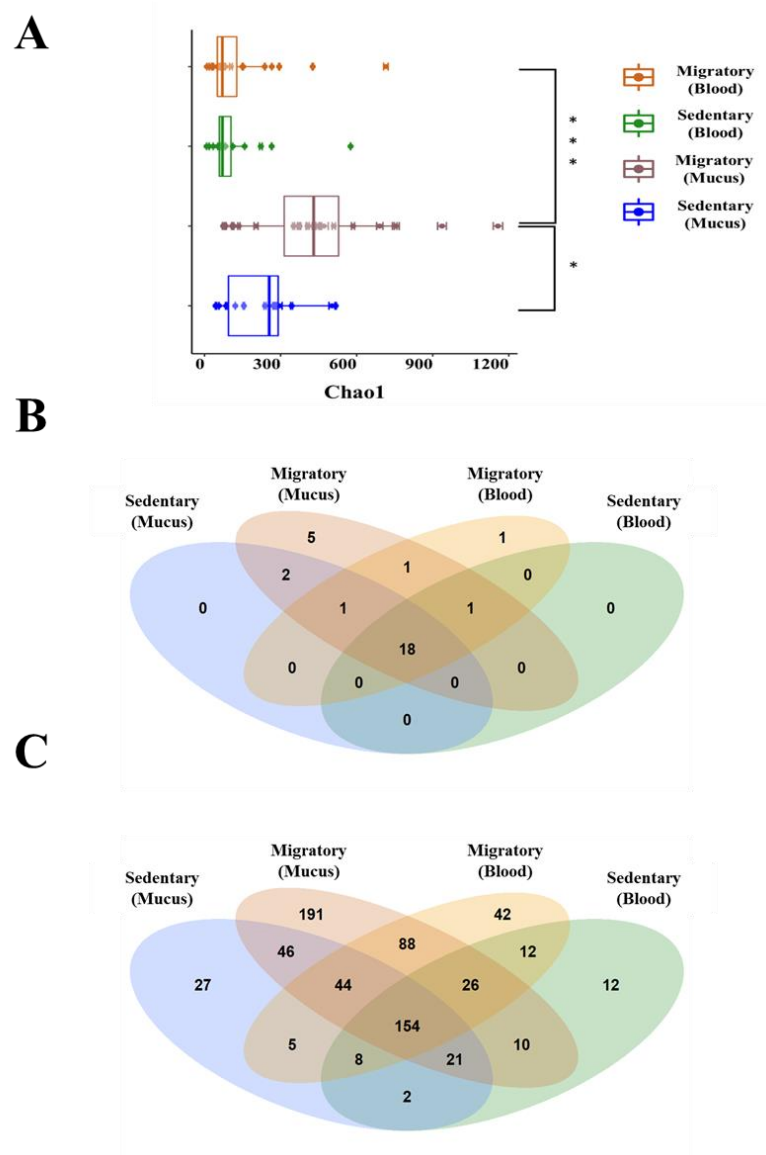 A
Migratory
(Blood)
Sedentary
(Blood)
Migratory
(Mucus)
Sedentary
(Mucus)
*
*
*
*
0 300 600 900 1200
Chao1
B
Migratory
(Mucus)
Migratory
(Blood)
Sedentary
(Mucus)
Sedentary
(Blood)
5
1
2
1
0
0
1
1
0
18
0
0
0
0
0
C
Migratory
(Mucus)
Migratory
(Blood)
Sedentary
(Mucus)
Sedentary
(Blood)
191
42
46
88
12
27
44
26
12
154
5
8
21
10
2